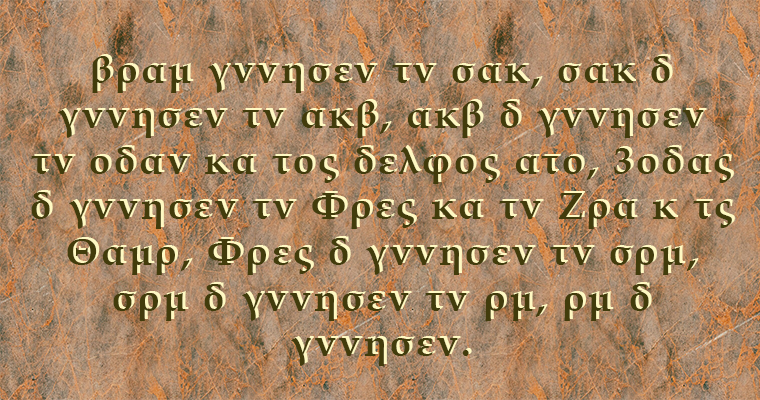 βραμ γννησεν τν σακ, σακ δ
γννησεν τν ακβ, ακβ δ γννησεν
τν οδαν κα τος δελφος ατο, 3οδας
δ γννησεν τν Φρες κα τν Ζρα κ τς
Θαμρ, Φρες δ γννησεν τν σρμ,
σρμ δ γννησεν τν ρμ, ρμ δ
γννησεν.